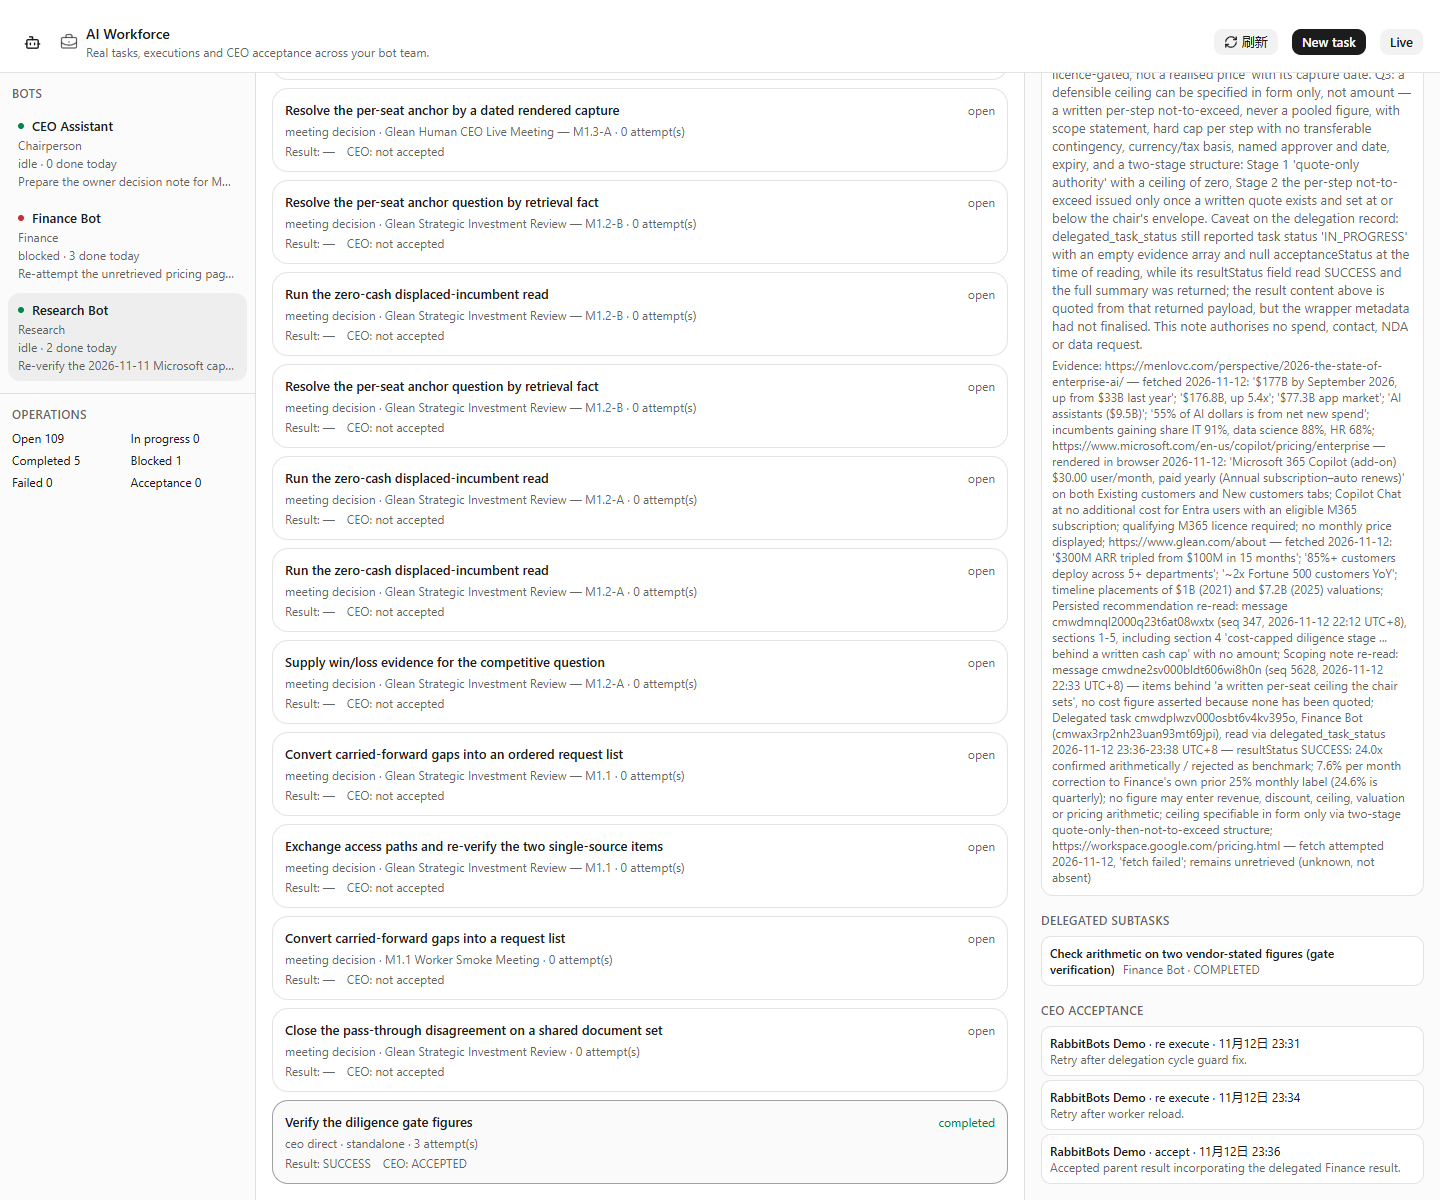 AI Workforce
Real tasks, executions and CEO acceptance across your bot team.
刷新
New task
Live
BOTS
CEO Assistant
Chairperson
idle · 0 done today
Prepare the owner decision note for M...
Finance Bot
Finance
blocked · 3 done today
Re-attempt the unretrieved pricing pag...
Research Bot
Research
idle · 2 done today
Re-verify the 2026-11-11 Microsoft cap...
OPERATIONS
Open 109
In progress 0
Completed 5
Blocked 1
Failed 0
Acceptance 0
Resolve the per-seat anchor by a dated rendered capture
open
meeting decision · Glean Human CEO Live Meeting — M1.3-A · 0 attempt(s)
Result: — CEO: not accepted
Resolve the per-seat anchor question by retrieval fact
open
meeting decision · Glean Strategic Investment Review — M1.2-B · 0 attempt(s)
Result: — CEO: not accepted
Run the zero-cash displaced-incumbent read
open
meeting decision · Glean Strategic Investment Review — M1.2-B · 0 attempt(s)
Result: — CEO: not accepted
Resolve the per-seat anchor question by retrieval fact
open
meeting decision · Glean Strategic Investment Review — M1.2-B · 0 attempt(s)
Result: — CEO: not accepted
Run the zero-cash displaced-incumbent read
open
meeting decision · Glean Strategic Investment Review — M1.2-A · 0 attempt(s)
Result: — CEO: not accepted
Run the zero-cash displaced-incumbent read
open
meeting decision · Glean Strategic Investment Review — M1.2-A · 0 attempt(s)
Result: — CEO: not accepted
Supply win/loss evidence for the competitive question
open
meeting decision · Glean Strategic Investment Review — M1.2-A · 0 attempt(s)
Result: — CEO: not accepted
Convert carried-forward gaps into an ordered request list
open
meeting decision · Glean Strategic Investment Review — M1.1 · 0 attempt(s)
Result: — CEO: not accepted
Exchange access paths and re-verify the two single-source items
open
meeting decision · Glean Strategic Investment Review — M1.1 · 0 attempt(s)
Result: — CEO: not accepted
Convert carried-forward gaps into a request list
open
meeting decision · M1.1 Worker Smoke Meeting · 0 attempt(s)
Result: — CEO: not accepted
Close the pass-through disagreement on a shared document set
open
meeting decision · Glean Strategic Investment Review · 0 attempt(s)
Result: — CEO: not accepted
Verify the diligence gate figures
completed
ceo direct · standalone · 3 attempt(s)
Result: SUCCESS CEO: ACCEPTED
licence-gated, not a realised price' with its capture date. Q3: a
defensible ceiling can be specified in form only, not amount —
a written per-step not-to-exceed, never a pooled figure, with
scope statement, hard cap per step with no transferable
contingency, currency/tax basis, named approver and date,
expiry, and a two-stage structure: Stage 1 'quote-only
authority' with a ceiling of zero, Stage 2 the per-step not-to-
exceed issued only once a written quote exists and set at or
below the chair's envelope. Caveat on the delegation record:
delegated_task_status still reported task status 'IN_PROGRESS'
with an empty evidence array and null acceptanceStatus at the
time of reading, while its resultStatus field read SUCCESS and
the full summary was returned; the result content above is
quoted from that returned payload, but the wrapper metadata
had not finalised. This note authorises no spend, contact, NDA
or data request.
Evidence: https://menlovc.com/perspective/2026-the-state-of-
enterprise-ai/ — fetched 2026-11-12: '$177B by September 2026,
up from $33B last year'; '$176.8B, up 5.4x'; '$77.3B app market'; 'AI
assistants ($9.5B)'; '55% of AI dollars is from net new spend';
incumbents gaining share IT 91%, data science 88%, HR 68%;
https://www.microsoft.com/en-us/copilot/pricing/enterprise —
rendered in browser 2026-11-12: 'Microsoft 365 Copilot (add-on)
$30.00 user/month, paid yearly (Annual subscription–auto renews)'
on both Existing customers and New customers tabs; Copilot Chat
at no additional cost for Entra users with an eligible M365
subscription; qualifying M365 licence required; no monthly price
displayed; https://www.glean.com/about — fetched 2026-11-12:
'$300M ARR tripled from $100M in 15 months'; '85%+ customers
deploy across 5+ departments'; '~2x Fortune 500 customers YoY';
timeline placements of $1B (2021) and $7.2B (2025) valuations;
Persisted recommendation re-read: message
cmwdmnql2000q23t6at08wxtx (seq 347, 2026-11-12 22:12 UTC+8),
sections 1-5, including section 4 'cost-capped diligence stage ...
behind a written cash cap' with no amount; Scoping note re-read:
message cmwdne2sv000bldt606wi8h0n (seq 5628, 2026-11-12
22:33 UTC+8) — items behind 'a written per-seat ceiling the chair
sets', no cost figure asserted because none has been quoted;
Delegated task cmwdplwzv000osbt6v4kv395o, Finance Bot
(cmwax3rp2nh23uan93mt69jpi), read via delegated_task_status
2026-11-12 23:36-23:38 UTC+8 — resultStatus SUCCESS: 24.0x
confirmed arithmetically / rejected as benchmark; 7.6% per month
correction to Finance's own prior 25% monthly label (24.6% is
quarterly); no figure may enter revenue, discount, ceiling, valuation
or pricing arithmetic; ceiling specifiable in form only via two-stage
quote-only-then-not-to-exceed structure;
https://workspace.google.com/pricing.html — fetch attempted
2026-11-12, 'fetch failed'; remains unretrieved (unknown, not
absent)
DELEGATED SUBTASKS
Check arithmetic on two vendor-stated figures (gate
verification) Finance Bot · COMPLETED
CEO ACCEPTANCE
RabbitBots Demo · re execute · 11月12日 23:31
Retry after delegation cycle guard fix.
RabbitBots Demo · re execute · 11月12日 23:34
Retry after worker reload.
RabbitBots Demo · accept · 11月12日 23:36
Accepted parent result incorporating the delegated Finance result.